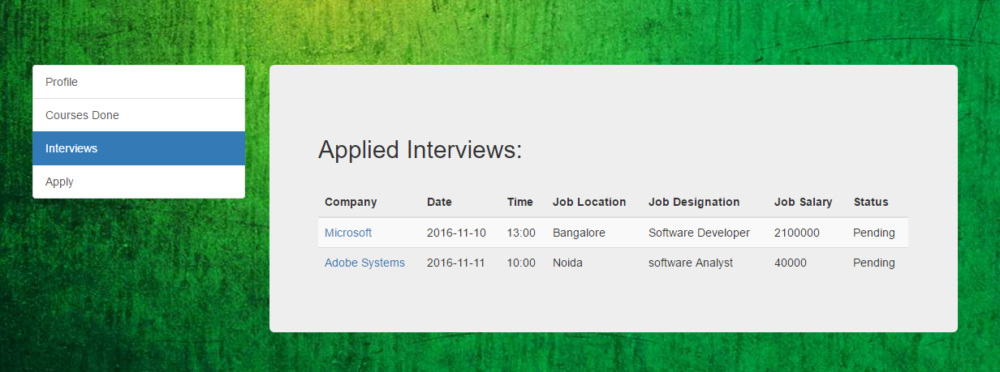 Profile
Courses Done
Interviews
Apply
Applied Interviews:
Company Date Time Job Location Job Designation Job Salary Status
Microsoft 2016-11-10 13:00 Bangalore Software Developer 2100000 Pending
Adobe Systems 2016-11-11 10:00 Noida software Analyst 40000 Pending